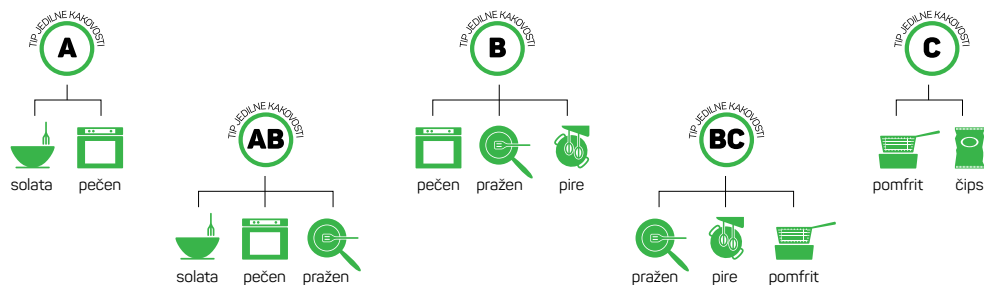 TIP JEDILNE KAKOVOSTI
A
solata pečen
TIP JEDILNE KAKOVOSTI
AB
solata pečen pražen
TIP JEDILNE KAKOVOSTI
B
pečen pražen pire
TIP JEDILNE KAKOVOSTI
BC
pražen pire pomfrit
TIP JEDILNE KAKOVOSTI
C
pomfrit čips